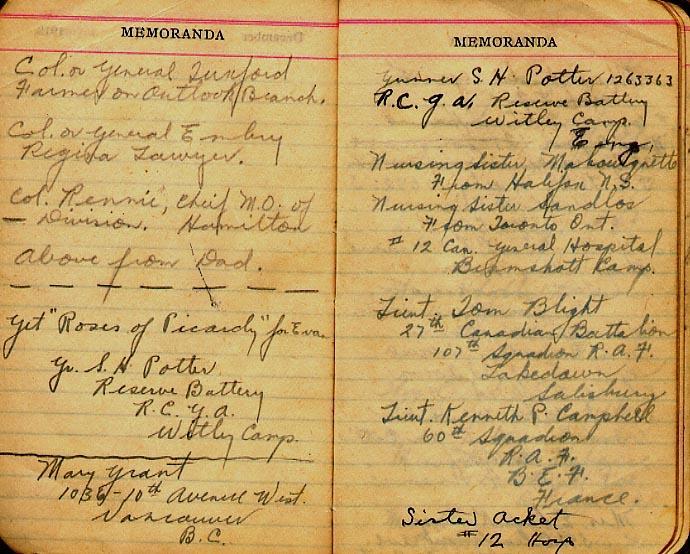 MEMORANDA
Col. or General Tuxford
Farmer on Outlook Branch.
Col. or General Embury
Regina Lawyer.
Col. Rennie, Chief M.O. of
— Division. Hamilton
Above from Dad.
Get "Roses of Picardy" for Evan
Gr. S. H. Potter
Reserve Battery
R. C. G. A.
Witley Camp.
Mary Grant
1036-10th Avenue West.
Vancouver
B.C.
MEMORANDA
Gunner S. H. Potter 1263363
R. C. G. A. Reserve Battery
Witley Camp.
Eng.
Nursing Sister
From Halifax N.S.
Nursing Sister Sandlos
From Toronto Ont.
# 12 Can. General Hospital
Bramshott Camp.
Lieut. Tom Blight
27th Canadian Battalion
107th Squadron R. A. F.
Lakedown
Salisbury
Lieut. Kenneth P. Campbell
60th Squadron
R. A. F.
B. E. F.
France.
Sister Acket
#12 Hosp